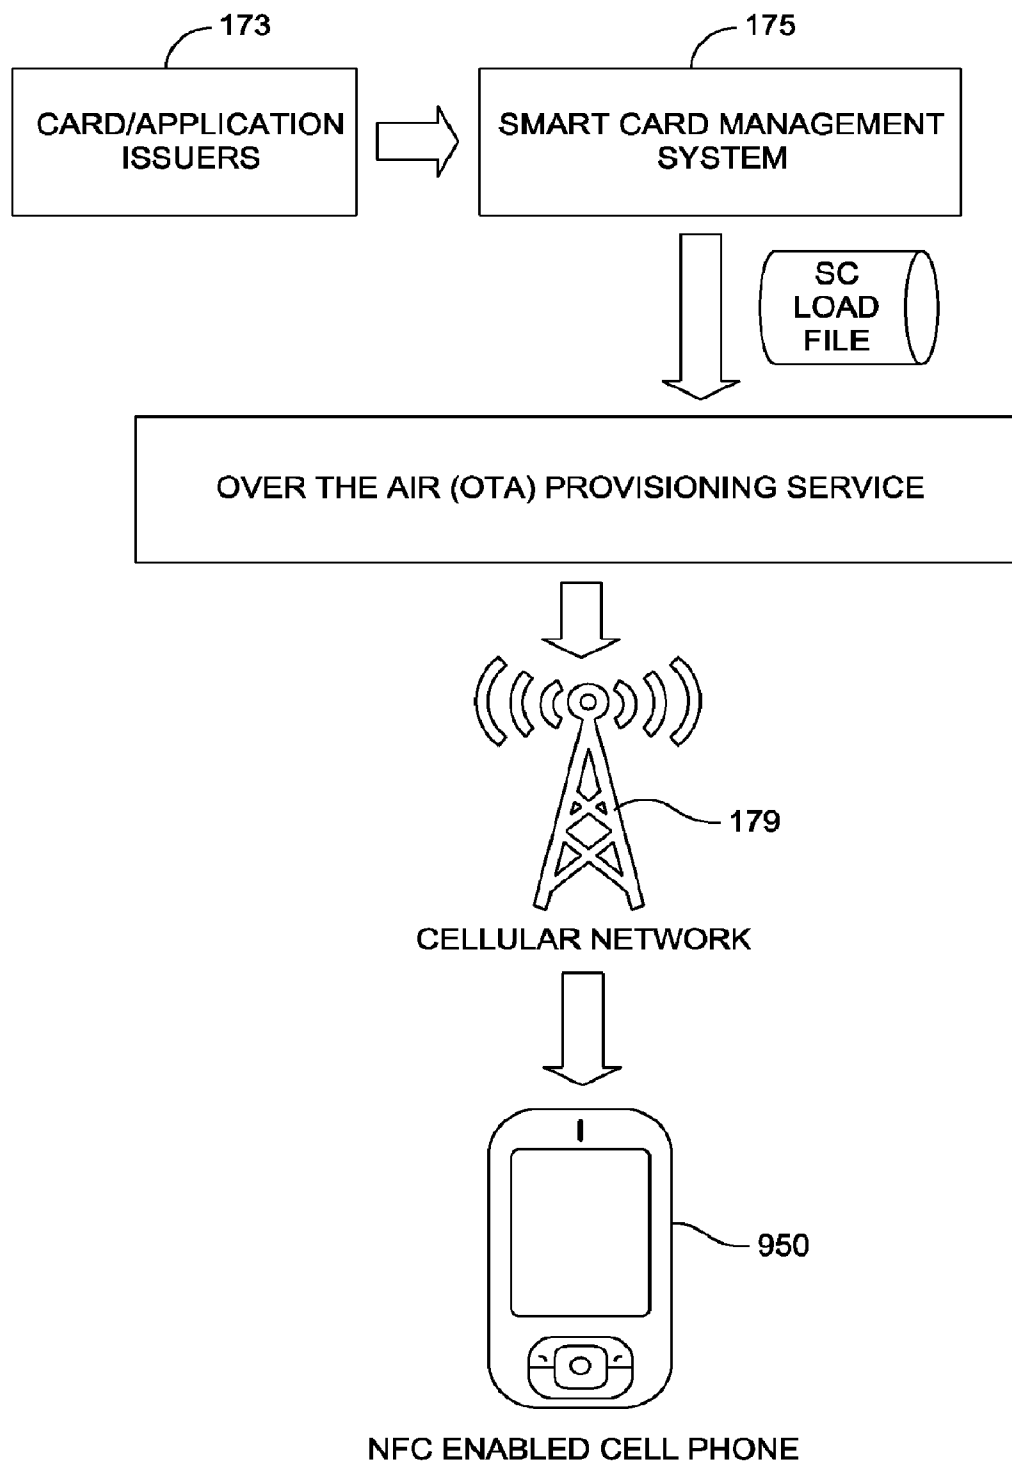 173
175
CARD/APPLICATION
ISSUERS
SMART CARD MANAGEMENT
SYSTEM
SC
LOAD
FILE
OVER THE AIR (OTA) PROVISIONING SERVICE
179
CELLULAR NETWORK
950
NFC ENABLED CELL PHONE